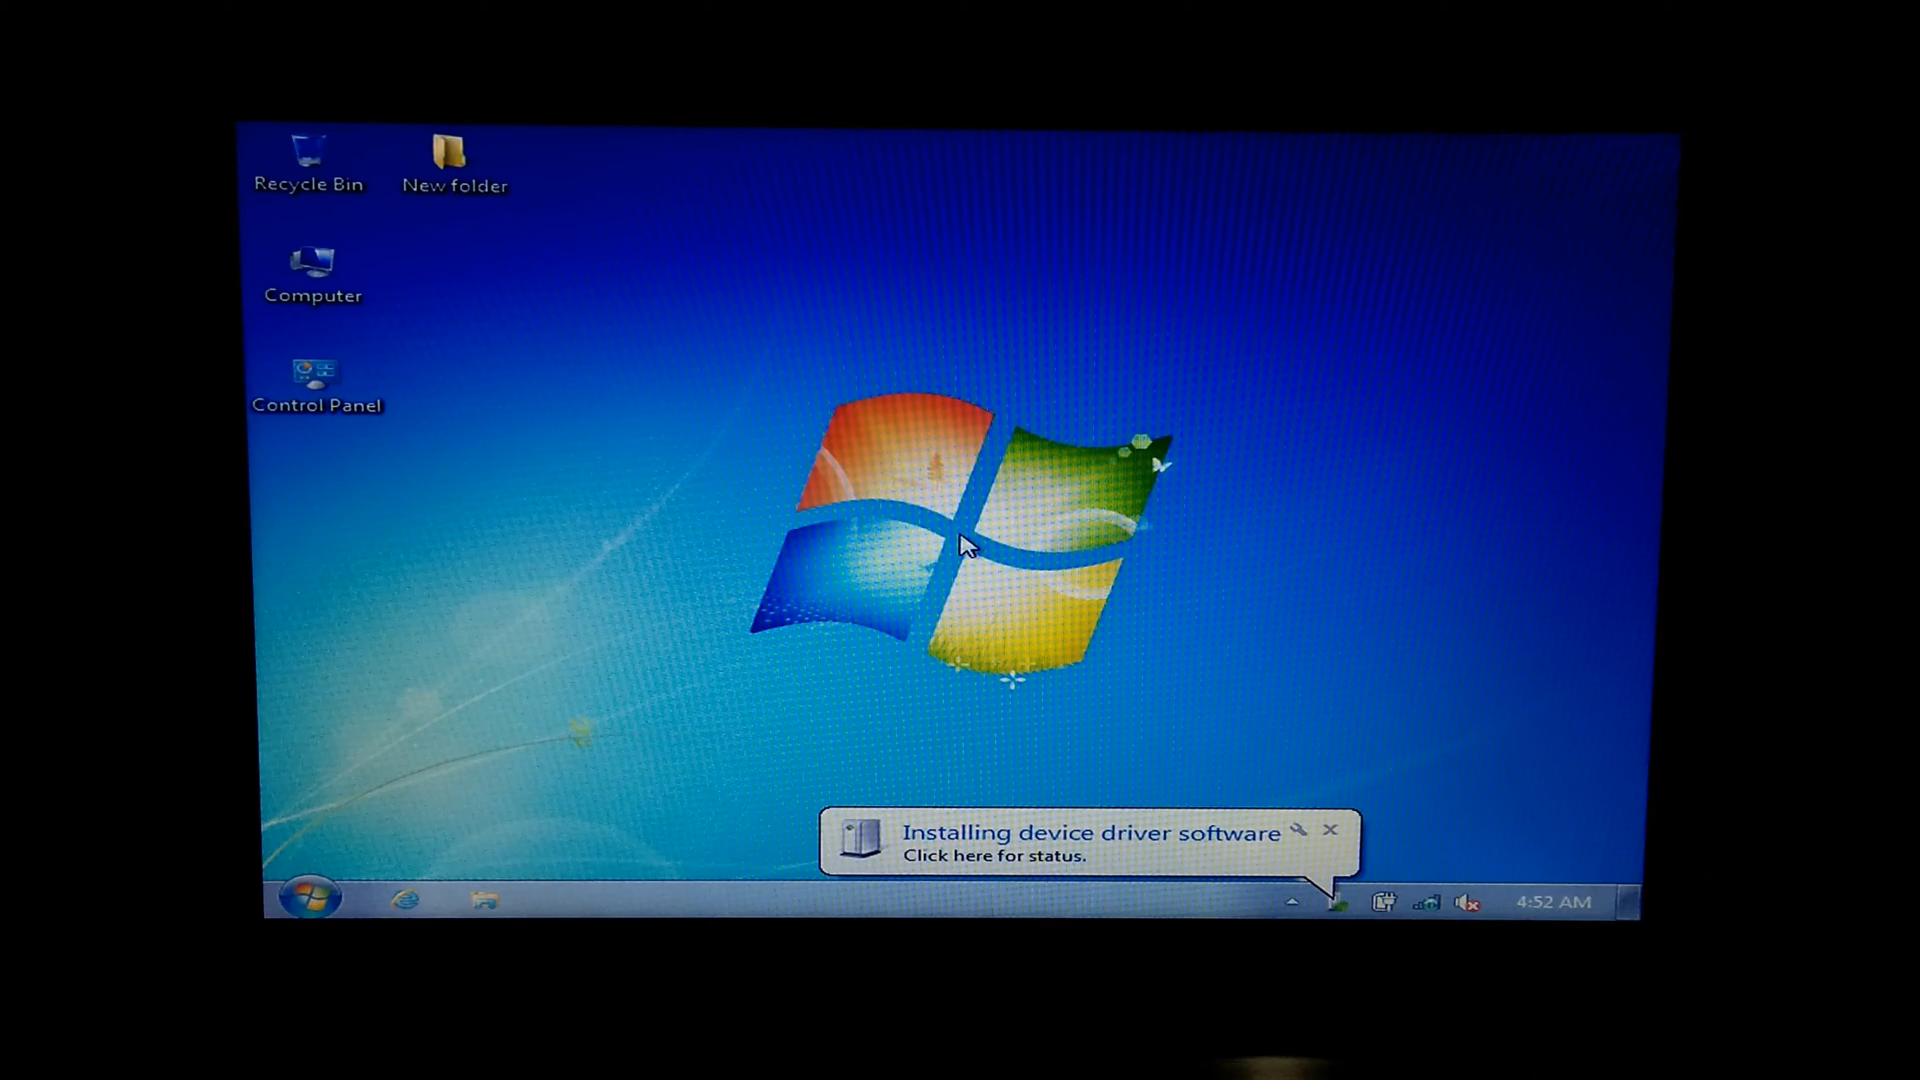 Recycle Bin
New folder
Computer
Control Panel
Installing device driver software
Click here for status.
4:52 AM